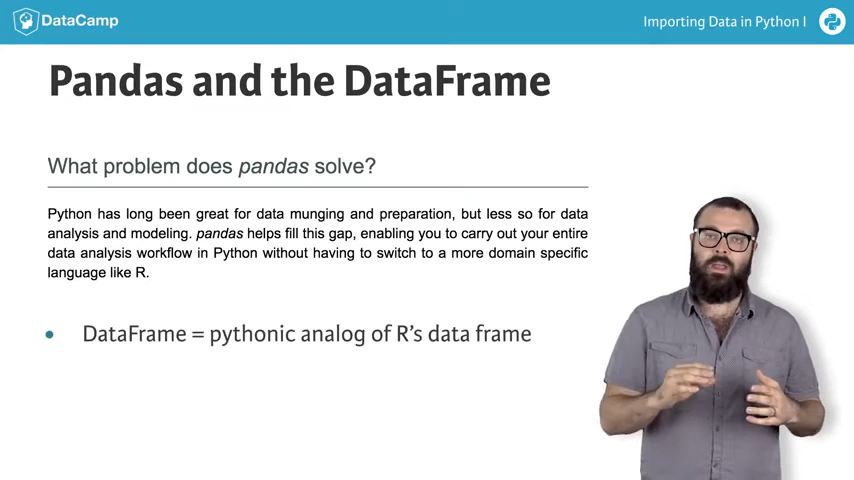 DataCamp
Importing Data in Python I
Pandas and the DataFrame
What problem does pandas solve?
Python has long been great for data munging and preparation, but less so for data
analysis and modeling. pandas helps fill this gap, enabling you to carry out your entire
data analysis workflow in Python without having to switch to a more domain specific
language like R.
• DataFrame = pythonic analog of R's data frame